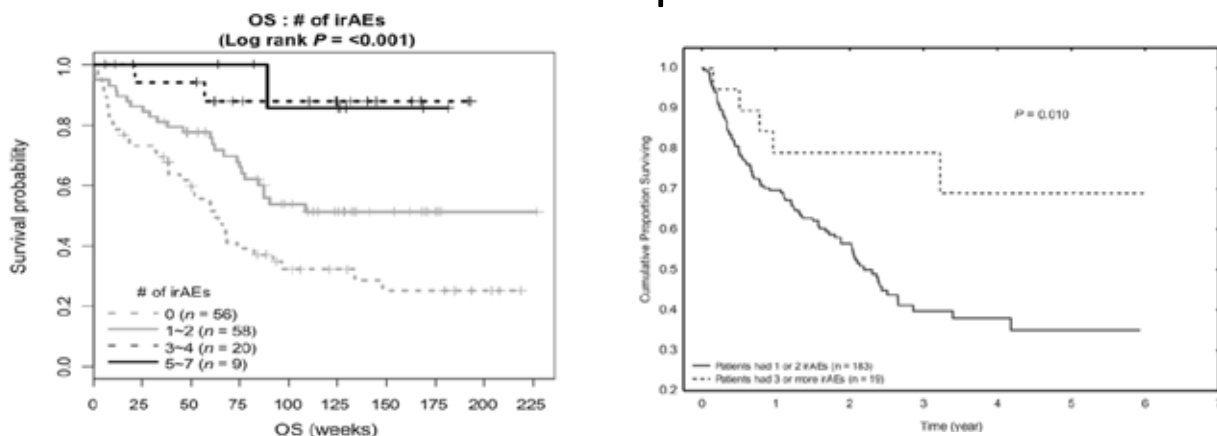 OS : # of irAEs
(Log rank P = <0.001)
Survival probability
1.0
0.8
0.6
0.4
0.2
0.0
# of irAEs
0 (n = 56)
1~2 (n = 58)
3~4 (n = 20)
5~7 (n = 9)
0 25 50 75 100 125 150 175 200 225
OS (weeks)
Cumulative Proportion Surviving
1.0
0.9
0.8
0.7
0.6
0.5
0.4
0.3
0.2
P = 0.010
Patients had 1 or 2 irAEs (n = 183)
Patients had 3 or more irAEs (n = 19)
0 1 2 3 4 5 6 7
Time (year)